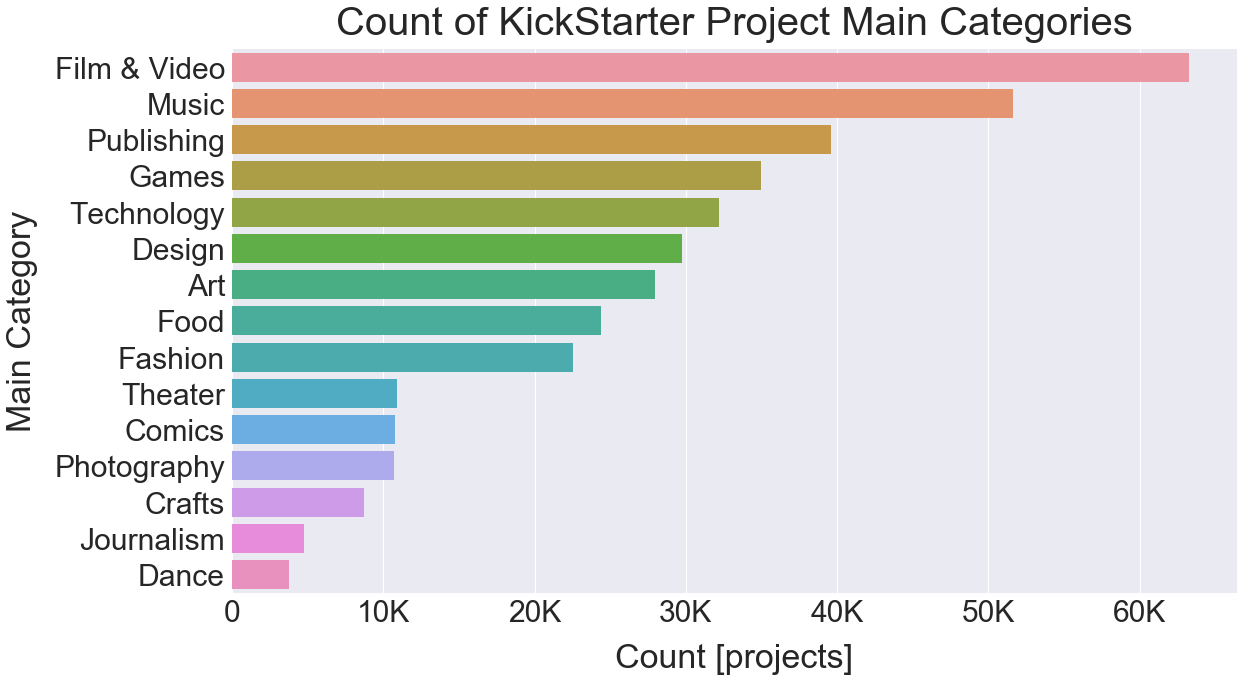 Count of KickStarter Project Main Categories
Main Category
Film & Video
Music
Publishing
Games
Technology
Design
Art
Food
Fashion
Theater
Comics
Photography
Crafts
Journalism
Dance
0 10K 20K 30K 40K 50K 60K
Count [projects]